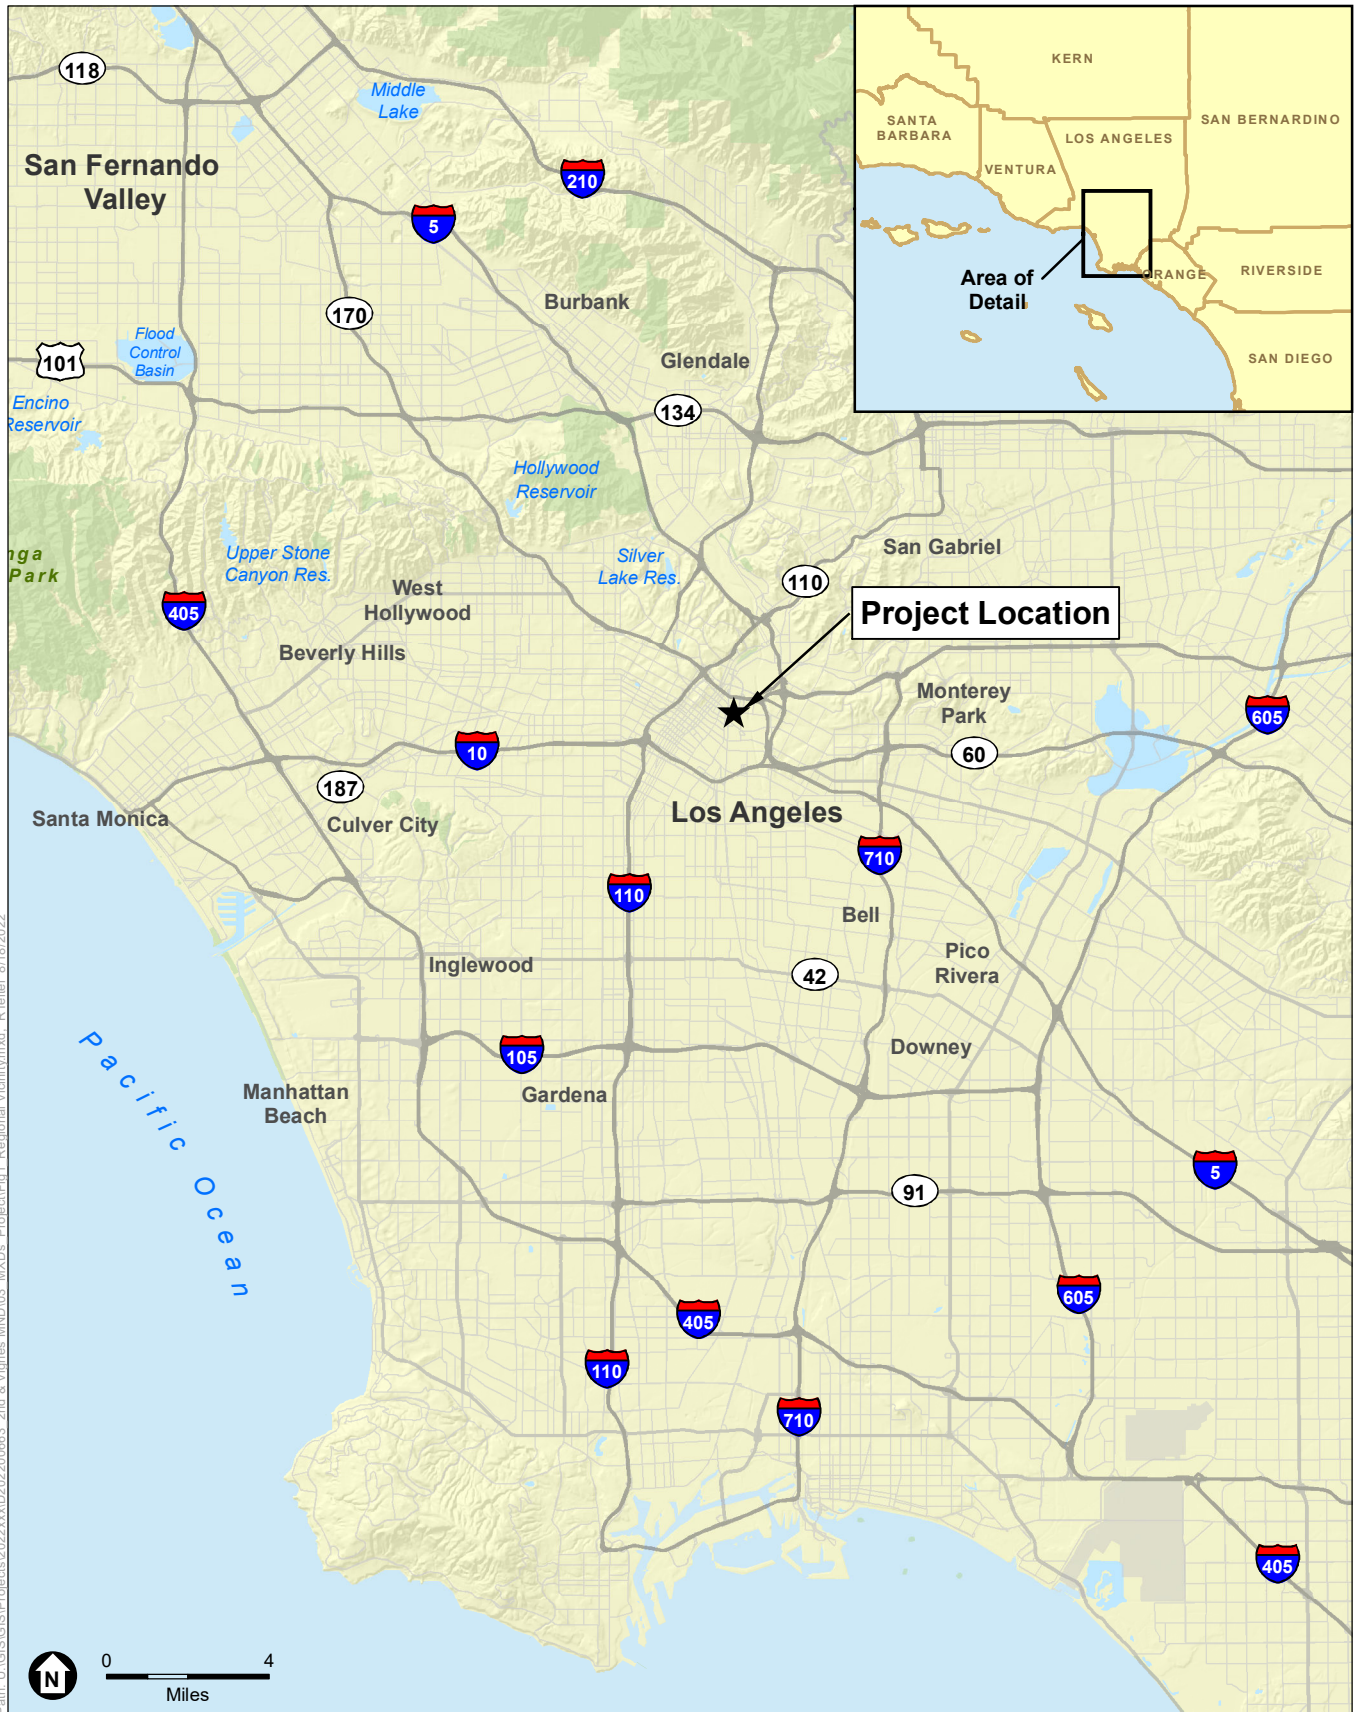 118
Middle
Lake
San Fernando
Valley
210
5
170
Burbank
Flood
Control
Basin
101
Glendale
134
Encino
Reservoir
Hollywood
Reservoir
nga
Park
Upper Stone
Canyon Res.
Silver
Lake Res.
San Gabriel
110
West
Hollywood
405
Project Location
Beverly Hills
Monterey
Park
605
10
60
187
Santa Monica
Culver City
Los Angeles
710
110
Bell
Inglewood
42
Pico
Rivera
105
Downey
Manhattan
Beach
Gardena
Pacific Ocean
5
91
605
405
110
710
405
N
0
4
Miles
KERN
SANTA
BARBARA
SAN BERNARDINO
LOS ANGELES
VENTURA
Area of
Detail
ORANGE
RIVERSIDE
SAN DIEGO